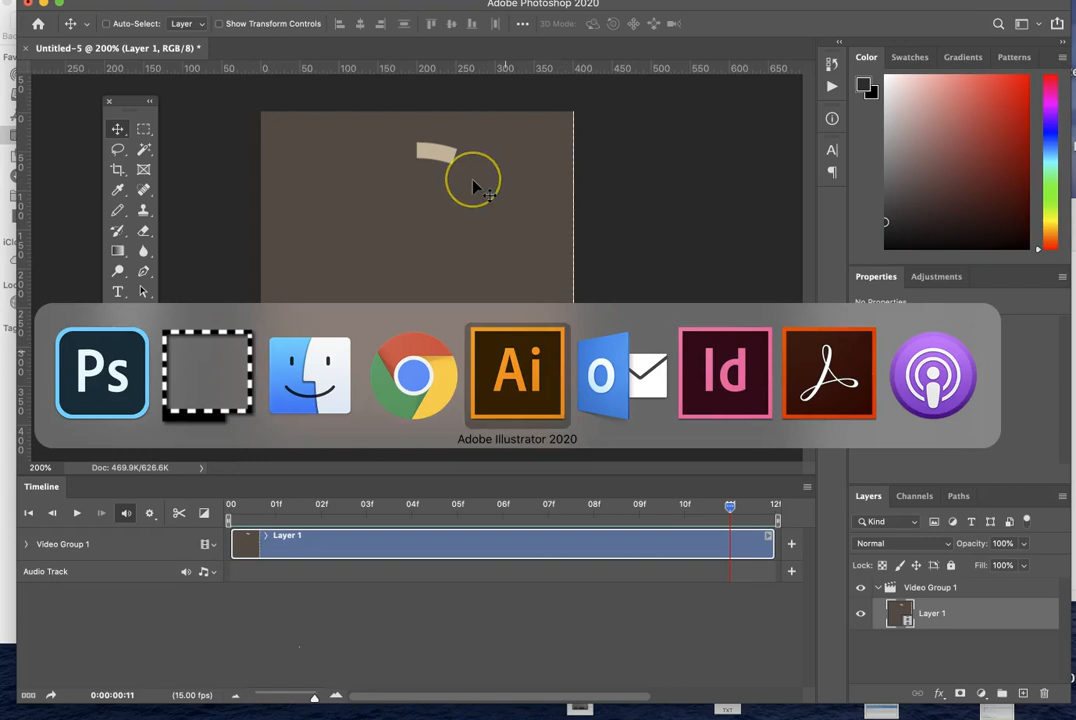 Adobe Photoshop 2020
Auto-Select: Layer Show Transform Controls 3D Mode:
Untitled-5 @ 200% (Layer 1, RGB/8) *
250 200 150 100 50 0 50 100 150 200 250 300 350 400 450 500 550 600 650
Color Swatches Gradients Patterns
Properties Adjustments
No Properties
Ps Ai Id
Adobe Illustrator 2020
200% Doc: 469.9K/626.6K
Timeline
00 01f 02f 03f 04f 05f 06f 07f 08f 09f 10f 12f
Video Group 1
Layer 1
Audio Track
0:00:00:11 (15.00 fps)
Layers Channels Paths
Kind
Normal Opacity: 100%
Lock: Fill: 100%
Video Group 1
Layer 1
TXT